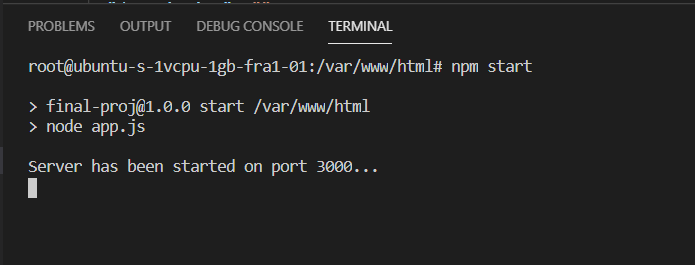 PROBLEMS OUTPUT DEBUG CONSOLE TERMINAL
root@ubuntu-s-1vcpu-1gb-fra1-01:/var/www/html# npm start
> final-proj@1.0.0 start /var/www/html
> node app.js
Server has been started on port 3000...